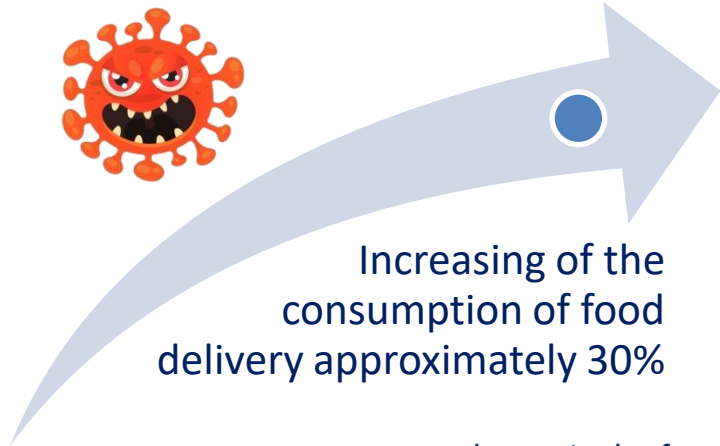 Increasing of the
consumption of food
delivery approximately 30%